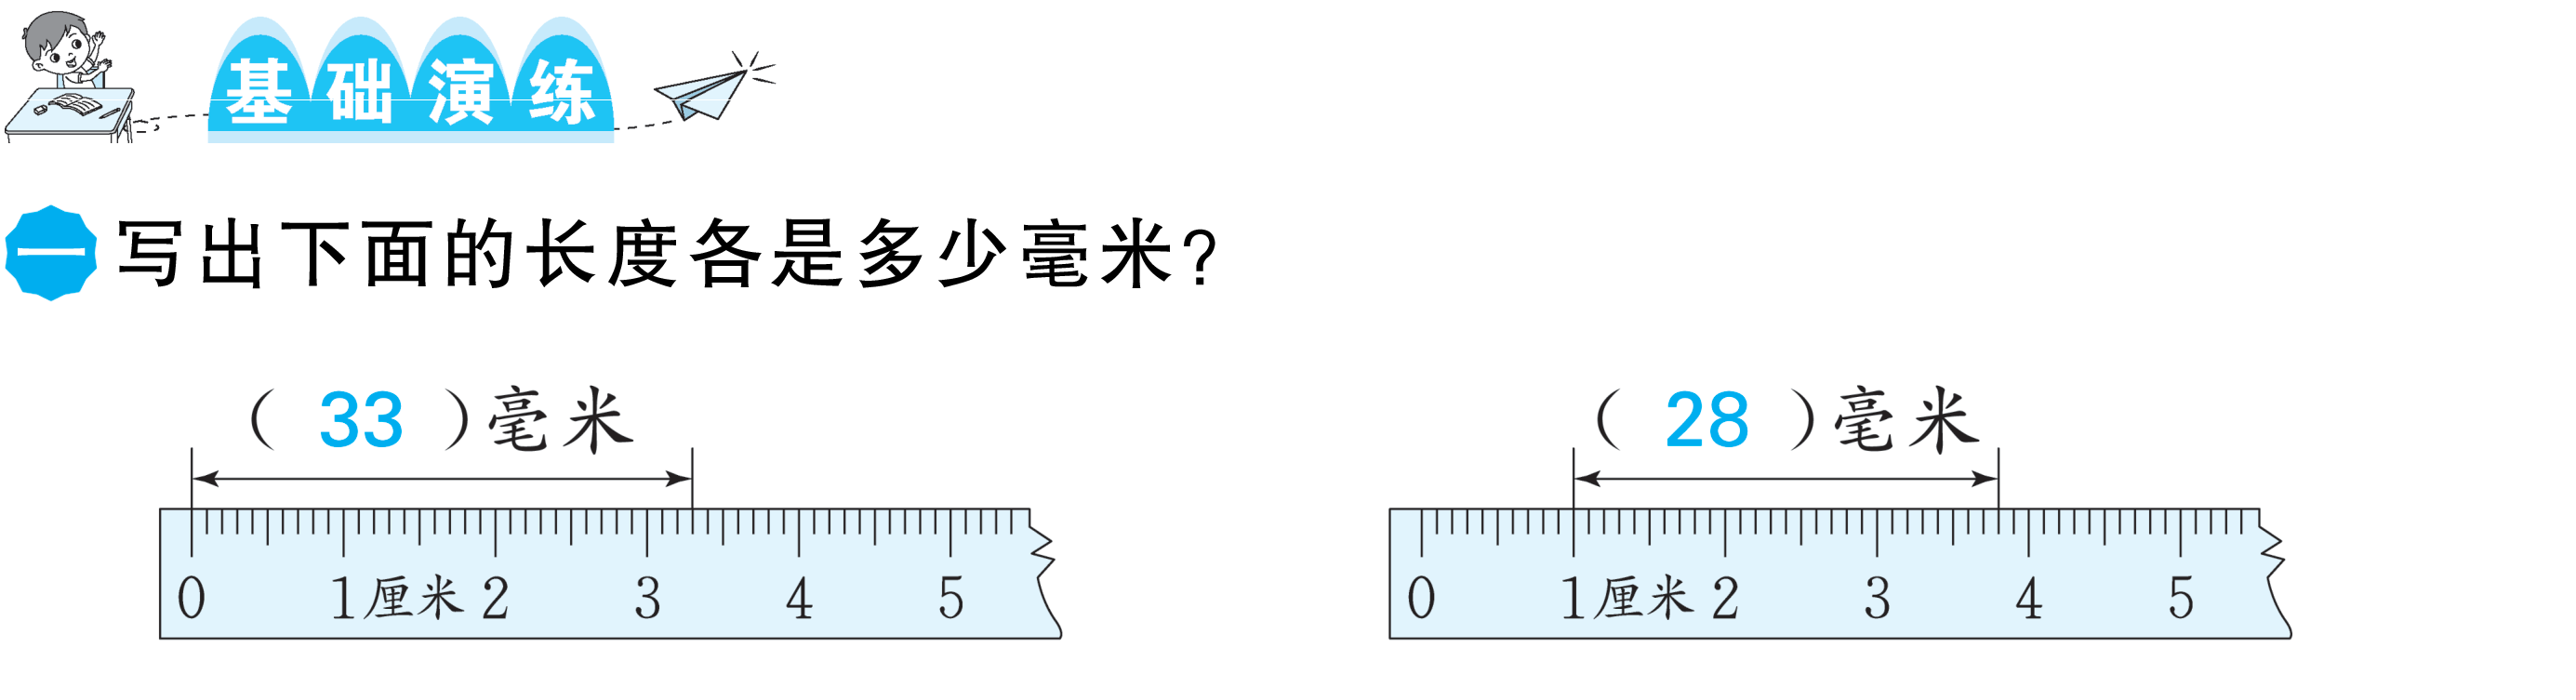 基础演练
一 写出下面的长度各是多少毫米?
( 33 )毫米
0 1厘米 2 3 4 5
( 28 )毫米
0 1厘米 2 3 4 5